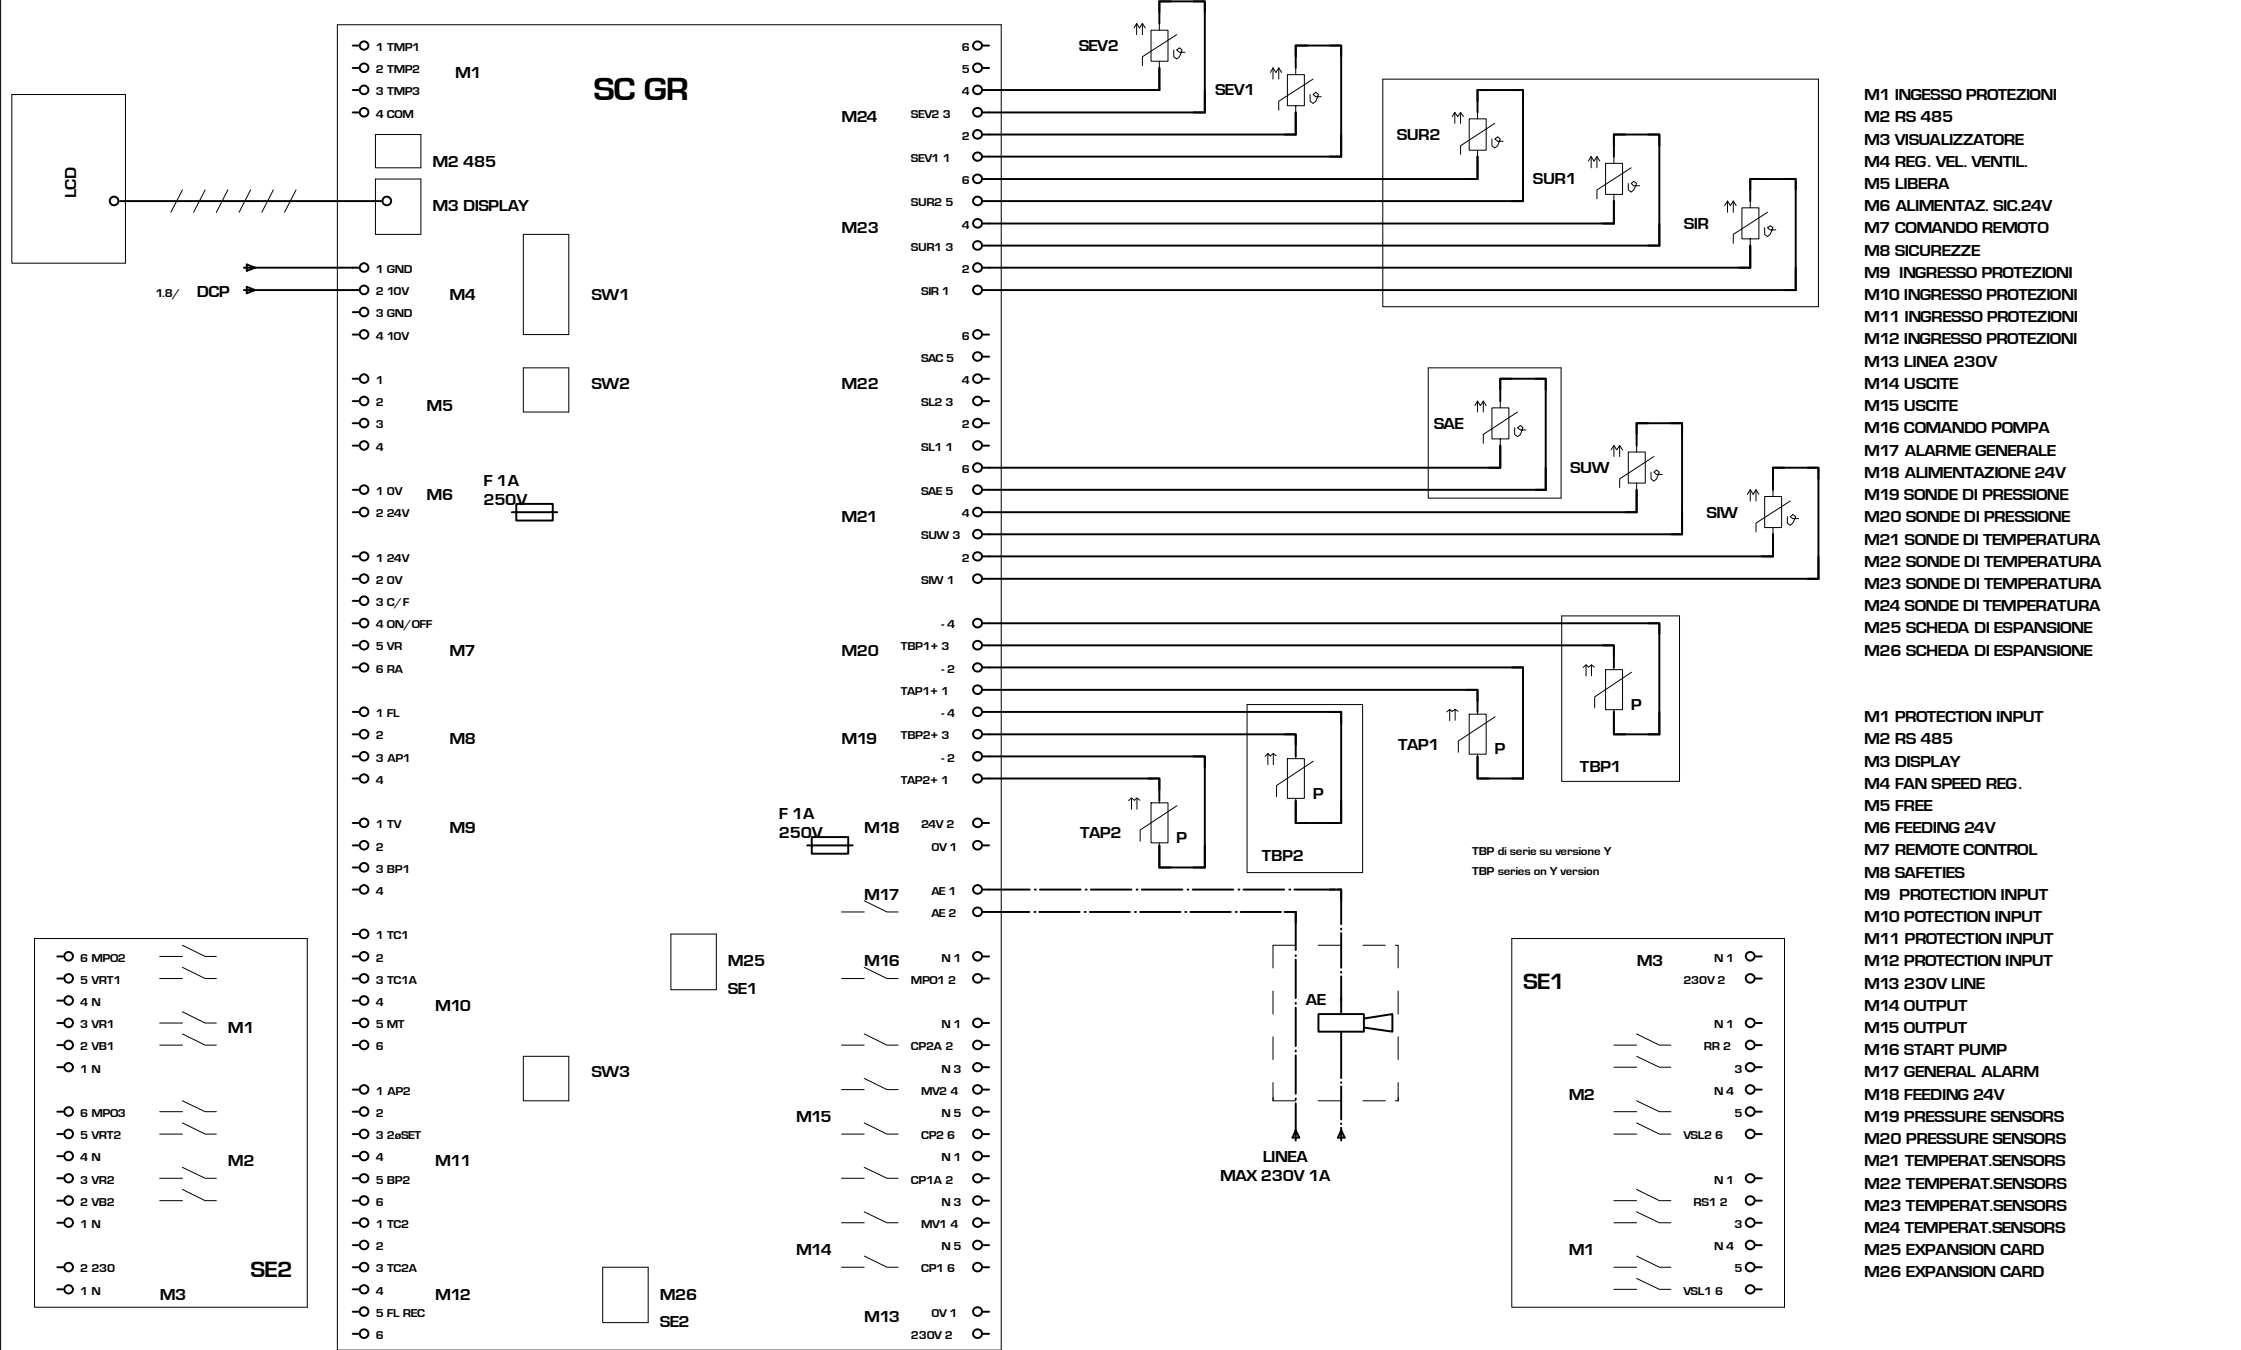 LCD
1.8/ DCP
SC GR
1 TMP1
2 TMP2
3 TMP3
4 COM
M1
M2 485
M3 DISPLAY
1 GND
2 10V
3 GND
4 10V
M4
SW1
1
2
3
4
M5
SW2
1 0V
2 24V
M6
F 1A
250V
1 24V
2 0V
3 C/F
4 ON/OFF
5 VR
6 RA
M7
1 FL
2
3 AP1
4
M8
1 TV
2
3 BP1
4
M9
1 TC1
2
3 TC1A
4
5 MT
6
M10
1 AP2
2
3 2øSET
4
5 BP2
6
M11
1 TC2
2
3 TC2A
4
5 FL REC
6
M12
M25
SE1
SW3
M26
SE2
6
5
4
SEV2 3
2
SEV1 1
M24
6
SUR2 5
4
SUR1 3
2
SIR 1
M23
6
SAC 5
4
SL2 3
2
SL1 1
M22
6
SAE 5
4
SUW 3
2
SIW 1
M21
- 4
TBP1+ 3
- 2
TAP1+ 1
M20
- 4
TBP2+ 3
- 2
TAP2+ 1
M19
F 1A
250V
M18
24V 2
0V 1
M17
AE 1
AE 2
M16
N 1
MPO1 2
N 1
CP2A 2
N 3
MV2 4
N 5
CP2 6
M15
N 1
CP1A 2
N 3
MV1 4
N 5
CP1 6
M14
M13
0V 1
230V 2
SEV2
SEV1
SUR2
SUR1
SIR
SAE
SUW
SIW
TBP1
P
TAP1
P
TBP2
P
TAP2
P
TBP di serie su versione Y
TBP series on Y version
AE
LINEA
MAX 230V 1A
6 MPO2
5 VRT1
4 N
3 VR1
2 VB1
1 N
M1
6 MPO3
5 VRT2
4 N
3 VR2
2 VB2
1 N
M2
2 230
1 N
M3
SE2
SE1
M3
N 1
230V 2
N 1
RR 2
3
N 4
5
VSL2 6
M2
N 1
RS1 2
3
N 4
5
VSL1 6
M1
M1 INGESSO PROTEZIONI
M2 RS 485
M3 VISUALIZZATORE
M4 REG. VEL. VENTIL.
M5 LIBERA
M6 ALIMENTAZ. SIC.24V
M7 COMANDO REMOTO
M8 SICUREZZE
M9 INGRESSO PROTEZIONI
M10 INGRESSO PROTEZIONI
M11 INGRESSO PROTEZIONI
M12 INGRESSO PROTEZIONI
M13 LINEA 230V
M14 USCITE
M15 USCITE
M16 COMANDO POMPA
M17 ALARME GENERALE
M18 ALIMENTAZIONE 24V
M19 SONDE DI PRESSIONE
M20 SONDE DI PRESSIONE
M21 SONDE DI TEMPERATURA
M22 SONDE DI TEMPERATURA
M23 SONDE DI TEMPERATURA
M24 SONDE DI TEMPERATURA
M25 SCHEDA DI ESPANSIONE
M26 SCHEDA DI ESPANSIONE
M1 PROTECTION INPUT
M2 RS 485
M3 DISPLAY
M4 FAN SPEED REG.
M5 FREE
M6 FEEDING 24V
M7 REMOTE CONTROL
M8 SAFETIES
M9 PROTECTION INPUT
M10 POTECTION INPUT
M11 PROTECTION INPUT
M12 PROTECTION INPUT
M13 230V LINE
M14 OUTPUT
M15 OUTPUT
M16 START PUMP
M17 GENERAL ALARM
M18 FEEDING 24V
M19 PRESSURE SENSORS
M20 PRESSURE SENSORS
M21 TEMPERAT.SENSORS
M22 TEMPERAT.SENSORS
M23 TEMPERAT.SENSORS
M24 TEMPERAT.SENSORS
M25 EXPANSION CARD
M26 EXPANSION CARD